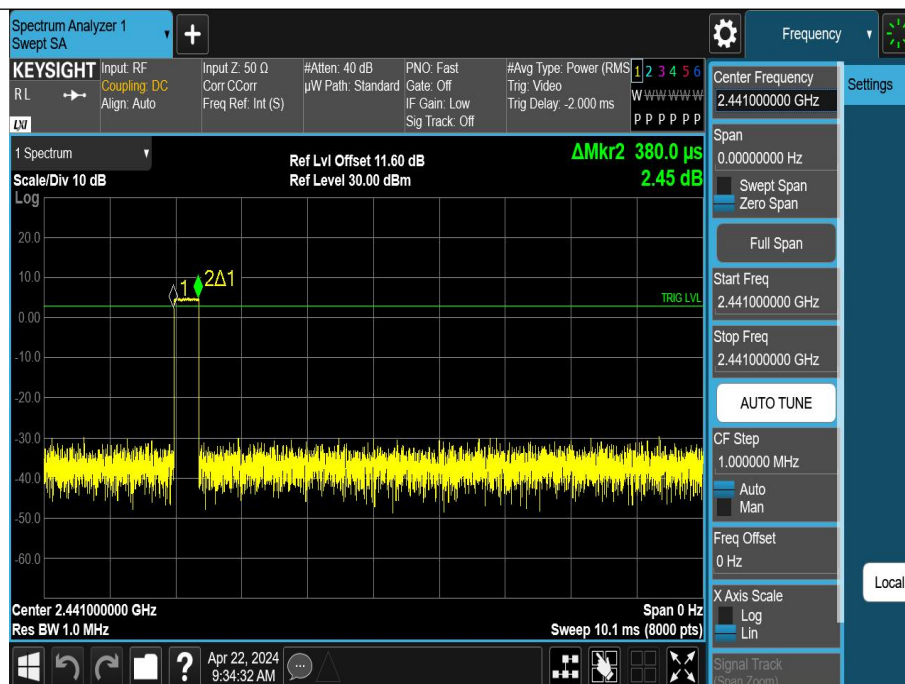 Spectrum Analyzer 1
Swept SA
+
Frequency
KEYSIGHT
RL
LXI
Input: RF
Coupling: DC
Align: Auto
Input Z: 50 Ω
Corr CCorr
Freq Ref: Int (S)
#Atten: 40 dB
µW Path: Standard
PNO: Fast
Gate: Off
IF Gain: Low
Sig Track: Off
#Avg Type: Power (RMS
Trig: Video
Trig Delay: -2.000 ms
1 2 3 4 5 6
W W W W W W
P P P P P P
1 Spectrum
Scale/Div 10 dB
Log
Ref Lvl Offset 11.60 dB
Ref Level 30.00 dBm
ΔMkr2 380.0 µs
2.45 dB
20.0
10.0
0.00
-10.0
-20.0
-30.0
-40.0
-50.0
-60.0
1
2Δ1
TRIG LVL
Center 2.441000000 GHz
Res BW 1.0 MHz
Span 0 Hz
Sweep 10.1 ms (8000 pts)
Center Frequency
2.441000000 GHz
Span
0.00000000 Hz
Swept Span
Zero Span
Full Span
Start Freq
2.441000000 GHz
Stop Freq
2.441000000 GHz
AUTO TUNE
CF Step
1.000000 MHz
Auto
Man
Freq Offset
0 Hz
X Axis Scale
Log
Lin
Signal Track
(Span Zoom)
Settings
Local
?
Apr 22, 2024
9:34:32 AM